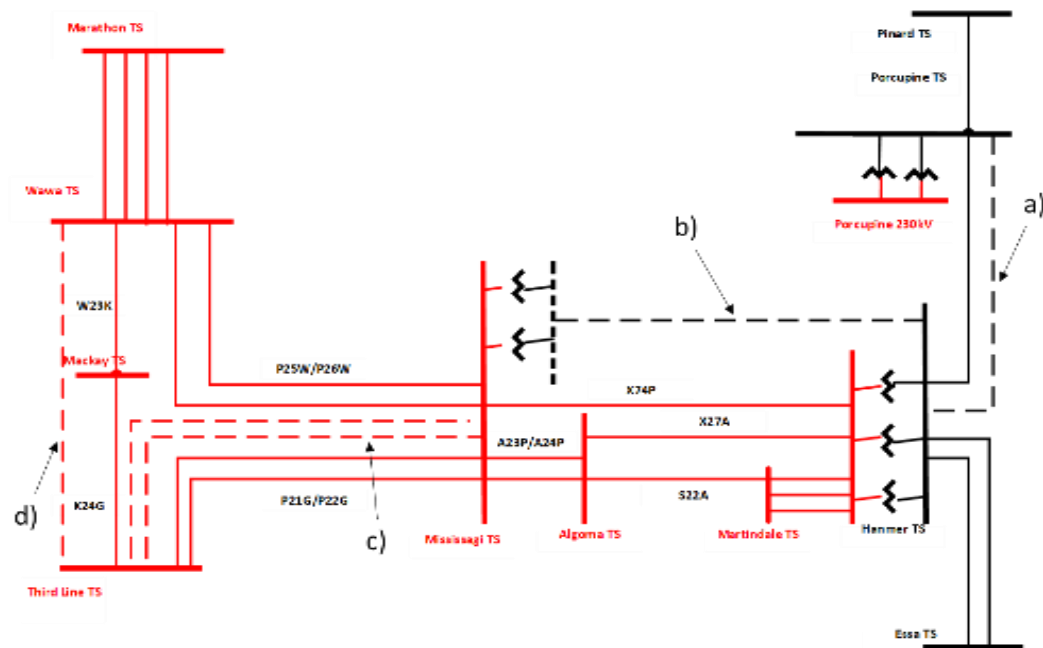 Marathon TS
Pinard TS
Porcupine TS
Wawa TS
Porcupine 230kV
a)
b)
W23K
Mackay TS
P25W/P26W
X74P
X27A
A23P/A24P
K24G
d)
P21G/P22G
c)
S22A
Mississagi TS
Algoma TS
Martindale TS
Hanmer TS
Third Line TS
Essa TS